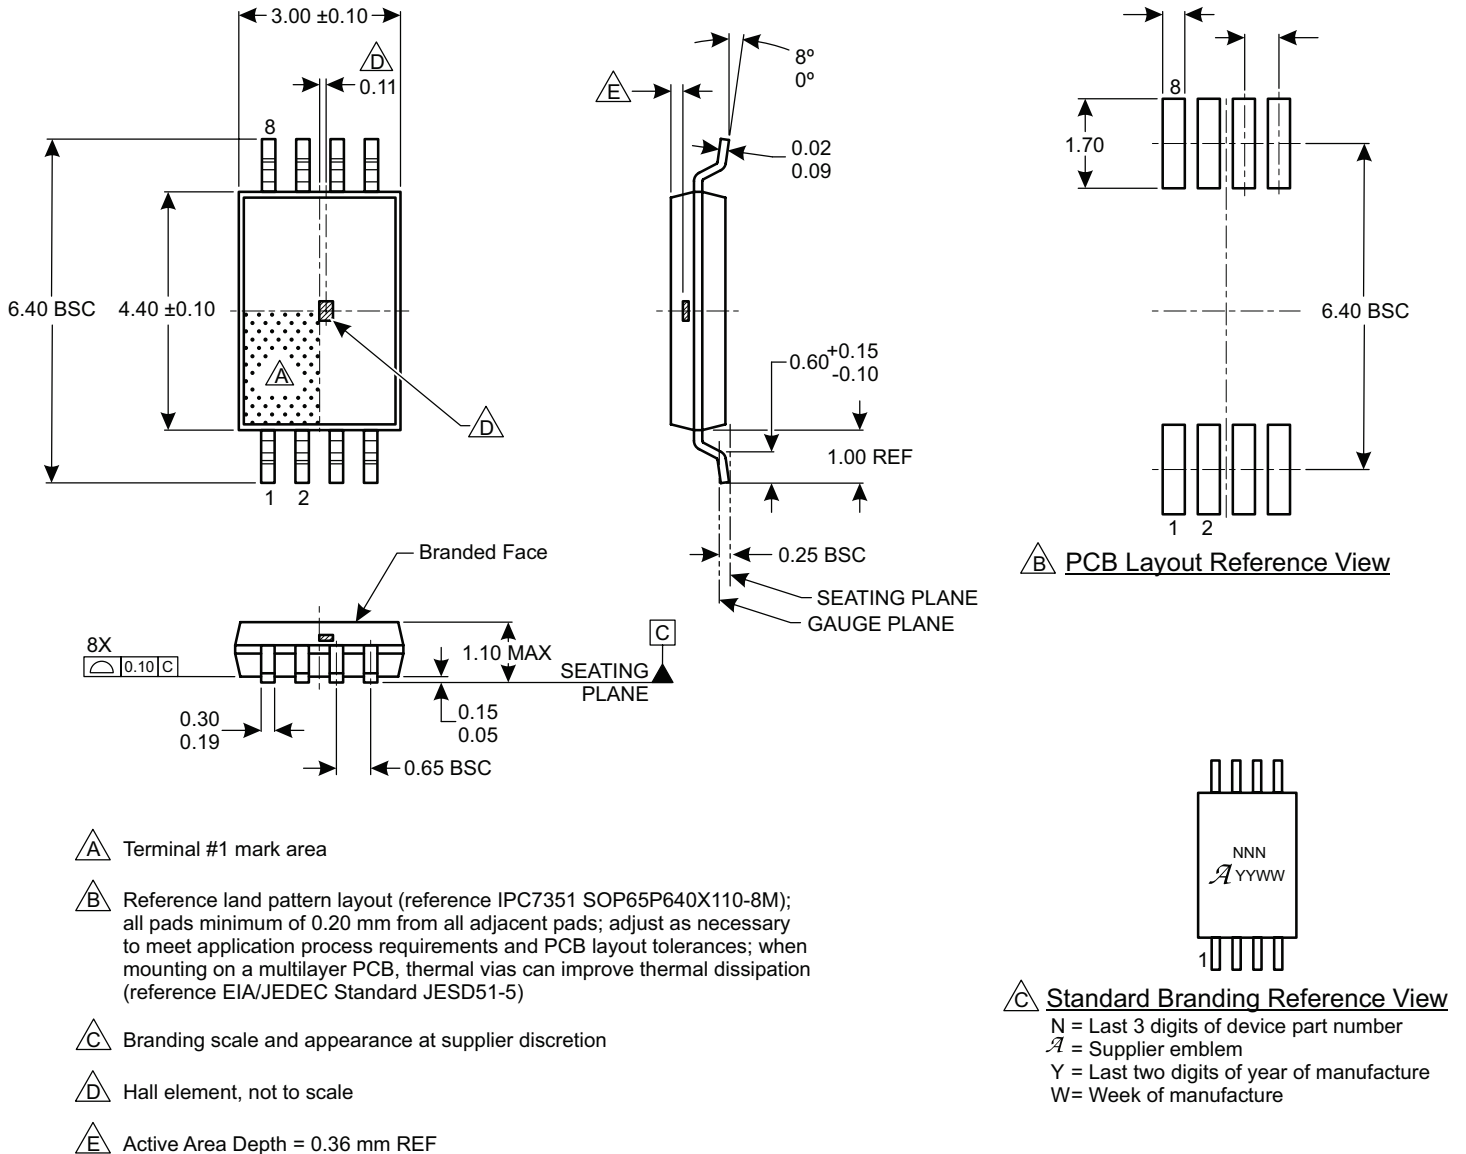 3.00 ±0.10
D
0.11
8
6.40 BSC
4.40 ±0.10
A
D
1 2
E
8º
0º
0.02
0.09
0.60 +0.15
-0.10
1.00 REF
0.25 BSC
SEATING PLANE
GAUGE PLANE
8
1.70
6.40 BSC
1 2
B PCB Layout Reference View
Branded Face
8X
0.10 C
1.10 MAX
C
SEATING
PLANE
0.30
0.19
0.15
0.05
0.65 BSC
A Terminal #1 mark area
B Reference land pattern layout (reference IPC7351 SOP65P640X110-8M);
all pads minimum of 0.20 mm from all adjacent pads; adjust as necessary
to meet application process requirements and PCB layout tolerances; when
mounting on a multilayer PCB, thermal vias can improve thermal dissipation
(reference EIA/JEDEC Standard JESD51-5)
C Branding scale and appearance at supplier discretion
D Hall element, not to scale
E Active Area Depth = 0.36 mm REF
NNN
A YYWW
1
C Standard Branding Reference View
N = Last 3 digits of device part number
A = Supplier emblem
Y = Last two digits of year of manufacture
W= Week of manufacture